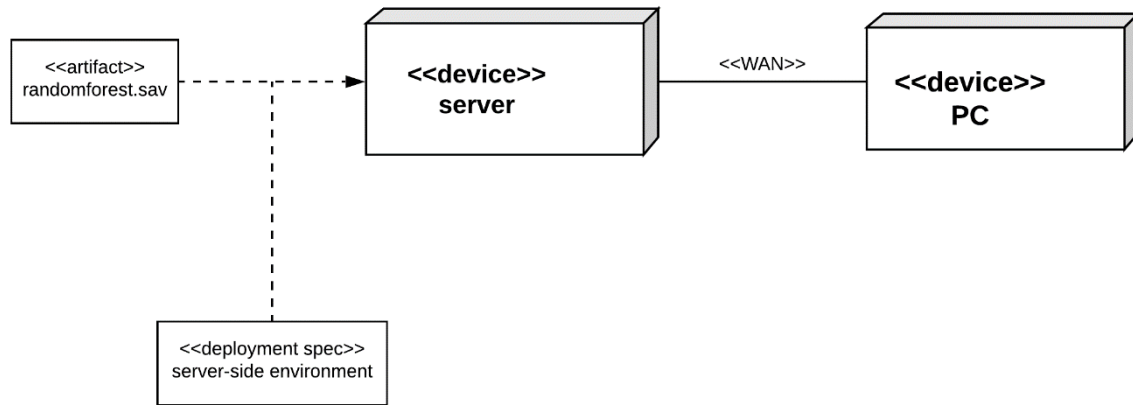 <<artifact>>
randomforest.sav
<<device>>
server
<<WAN>>
<<device>>
PC
<<deployment spec>>
server-side environment